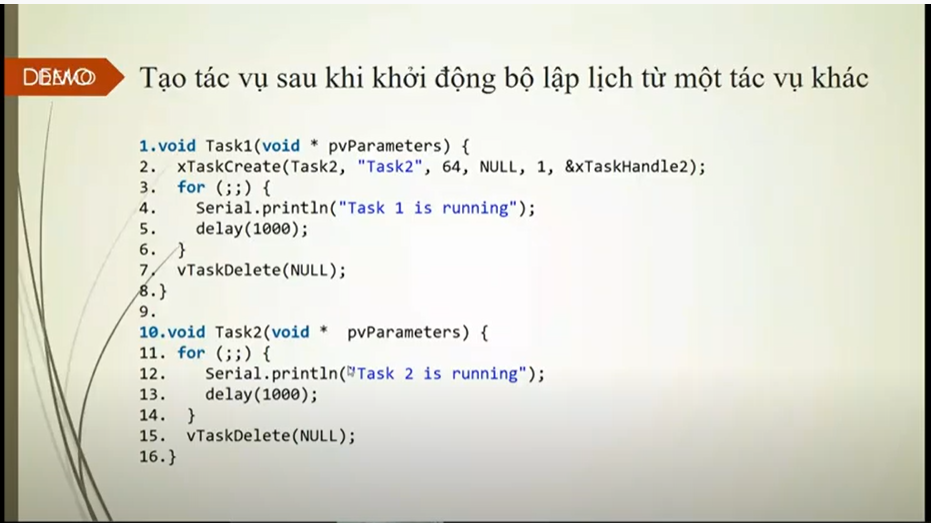 DEMO
Tạo tác vụ sau khi khởi động bộ lập lịch từ một tác vụ khác
1.void Task1(void * pvParameters) {
2.  xTaskCreate(Task2, "Task2", 64, NULL, 1, &xTaskHandle2);
3.  for (;;) {
4.    Serial.println("Task 1 is running");
5.    delay(1000);
6.  }
7.  vTaskDelete(NULL);
8.}
9.
10.void Task2(void *  pvParameters) {
11. for (;;) {
12.    Serial.println("Task 2 is running");
13.    delay(1000);
14.  }
15.  vTaskDelete(NULL);
16.}